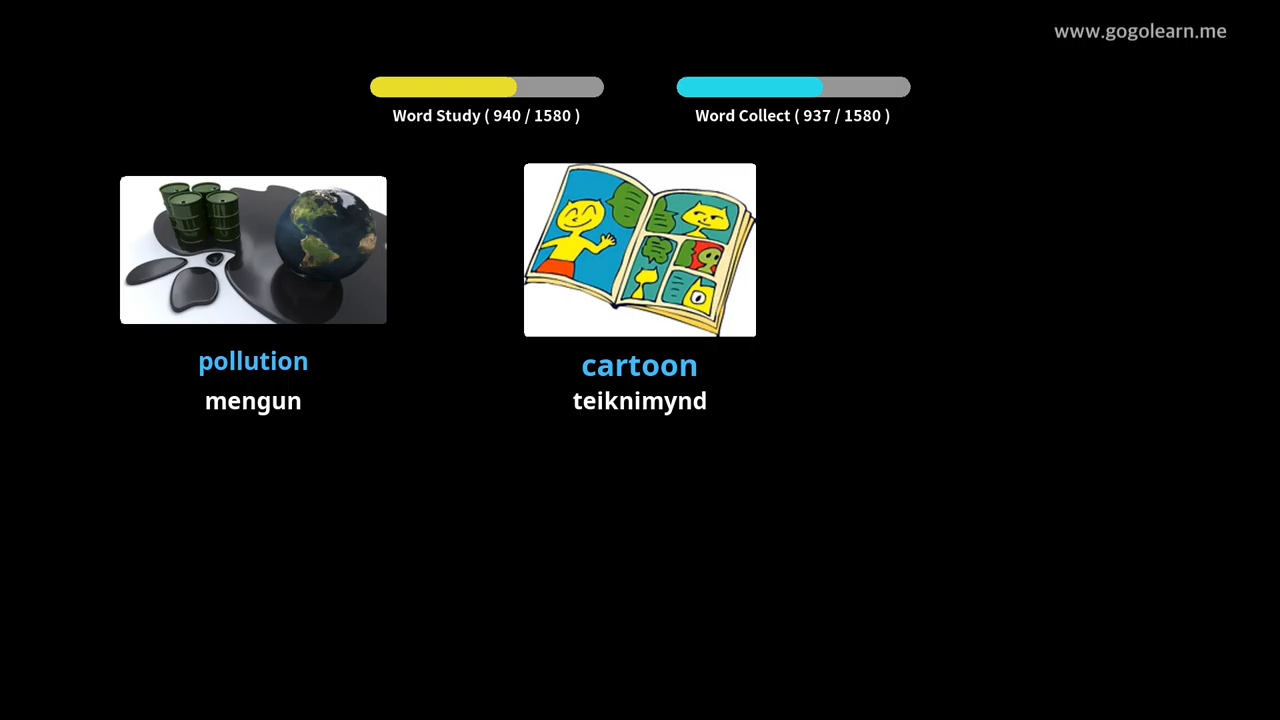 www.gogolearn.me
Word Study ( 940 / 1580 )
Word Collect ( 937 / 1580 )
pollution
mengun
cartoon
teiknimynd